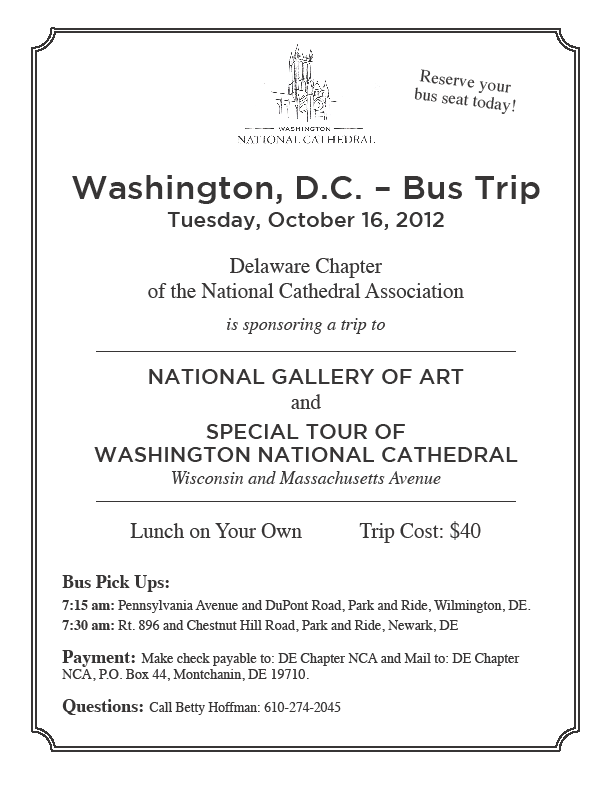 Reserve your
bus seat today!
WASHINGTON
NATIONAL CATHEDRAL
Washington, D.C. – Bus Trip
Tuesday, October 16, 2012
Delaware Chapter
of the National Cathedral Association
is sponsoring a trip to
NATIONAL GALLERY OF ART
and
SPECIAL TOUR OF
WASHINGTON NATIONAL CATHEDRAL
Wisconsin and Massachusetts Avenue
Lunch on Your Own Trip Cost: $40
Bus Pick Ups:
7:15 am: Pennsylvania Avenue and DuPont Road, Park and Ride, Wilmington, DE.
7:30 am: Rt. 896 and Chestnut Hill Road, Park and Ride, Newark, DE
Payment: Make check payable to: DE Chapter NCA and Mail to: DE Chapter
NCA, P.O. Box 44, Montchanin, DE 19710.
Questions: Call Betty Hoffman: 610-274-2045